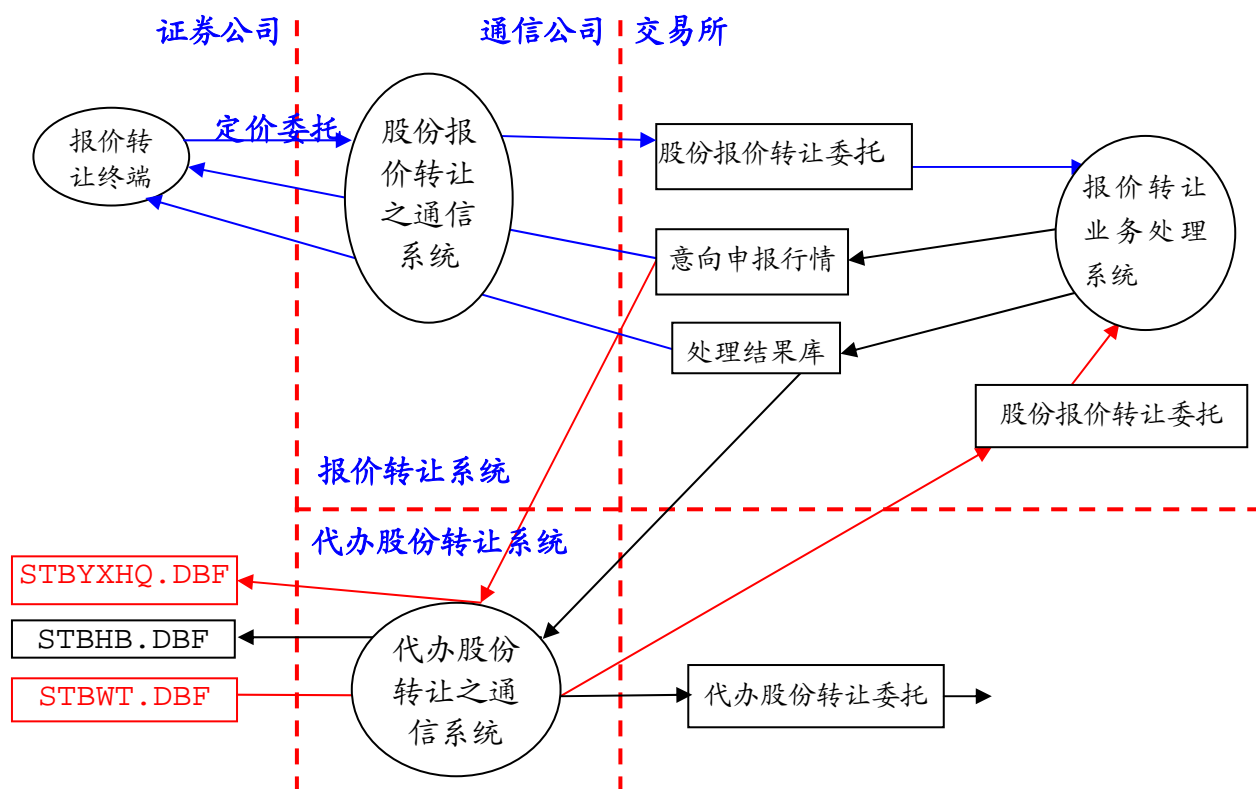 证券公司
通信公司
交易所
报价转
让终端
定价委托
股份报
价转让
之通信
系统
股份报价转让委托
报价转让
业务处理
系统
意向申报行情
处理结果库
股份报价转让委托
报价转让系统
代办股份转让系统
STBYXHQ.DBF
STBHB.DBF
STBWT.DBF
代办股份
转让之通
信系统
代办股份转让委托